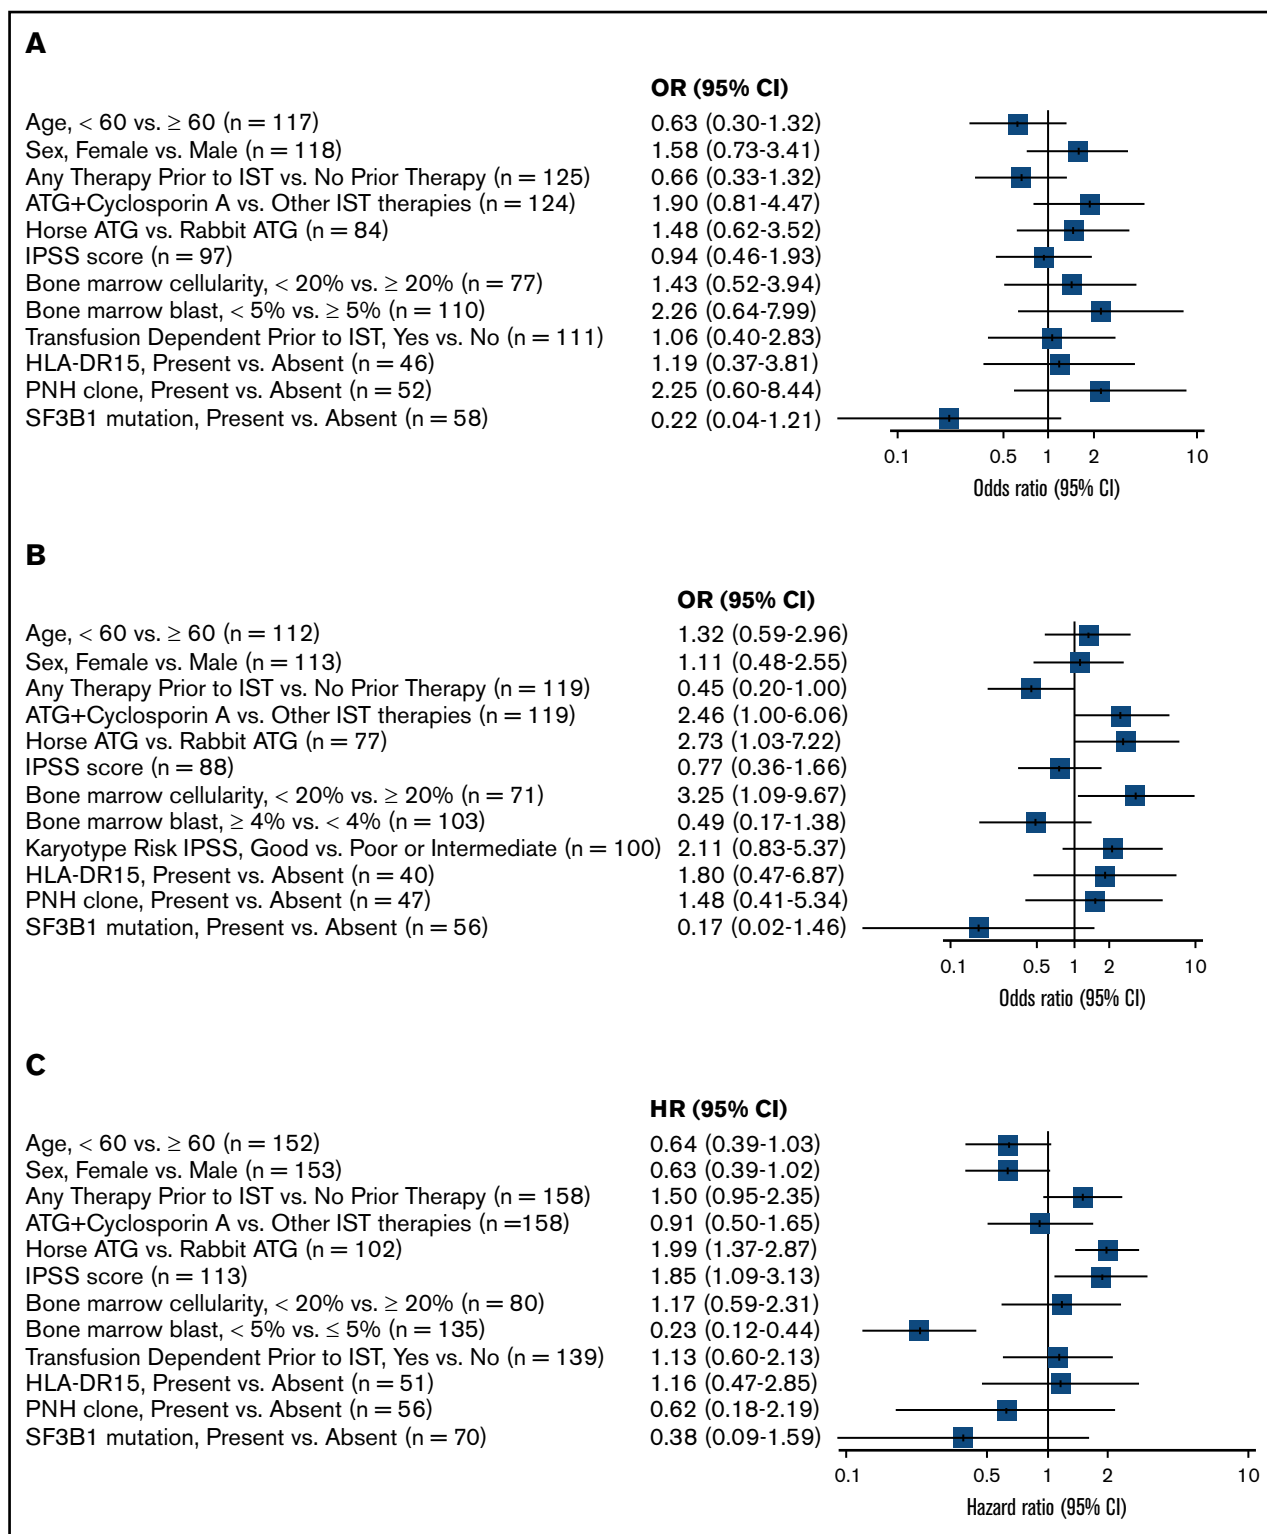 A
OR (95% CI)
Age, < 60 vs. ≥ 60 (n = 117) 0.63 (0.30-1.32)
Sex, Female vs. Male (n = 118) 1.58 (0.73-3.41)
Any Therapy Prior to IST vs. No Prior Therapy (n = 125) 0.66 (0.33-1.32)
ATG+Cyclosporin A vs. Other IST therapies (n = 124) 1.90 (0.81-4.47)
Horse ATG vs. Rabbit ATG (n = 84) 1.48 (0.62-3.52)
IPSS score (n = 97) 0.94 (0.46-1.93)
Bone marrow cellularity, < 20% vs. ≥ 20% (n = 77) 1.43 (0.52-3.94)
Bone marrow blast, < 5% vs. ≥ 5% (n = 110) 2.26 (0.64-7.99)
Transfusion Dependent Prior to IST, Yes vs. No (n = 111) 1.06 (0.40-2.83)
HLA-DR15, Present vs. Absent (n = 46) 1.19 (0.37-3.81)
PNH clone, Present vs. Absent (n = 52) 2.25 (0.60-8.44)
SF3B1 mutation, Present vs. Absent (n = 58) 0.22 (0.04-1.21)
0.1 0.5 1 2 10
Odds ratio (95% CI)
B
OR (95% CI)
Age, < 60 vs. ≥ 60 (n = 112) 1.32 (0.59-2.96)
Sex, Female vs. Male (n = 113) 1.11 (0.48-2.55)
Any Therapy Prior to IST vs. No Prior Therapy (n = 119) 0.45 (0.20-1.00)
ATG+Cyclosporin A vs. Other IST therapies (n = 119) 2.46 (1.00-6.06)
Horse ATG vs. Rabbit ATG (n = 77) 2.73 (1.03-7.22)
IPSS score (n = 88) 0.77 (0.36-1.66)
Bone marrow cellularity, < 20% vs. ≥ 20% (n = 71) 3.25 (1.09-9.67)
Bone marrow blast, ≥ 4% vs. < 4% (n = 103) 0.49 (0.17-1.38)
Karyotype Risk IPSS, Good vs. Poor or Intermediate (n = 100) 2.11 (0.83-5.37)
HLA-DR15, Present vs. Absent (n = 40) 1.80 (0.47-6.87)
PNH clone, Present vs. Absent (n = 47) 1.48 (0.41-5.34)
SF3B1 mutation, Present vs. Absent (n = 56) 0.17 (0.02-1.46)
0.1 0.5 1 2 10
Odds ratio (95% CI)
C
HR (95% CI)
Age, < 60 vs. ≥ 60 (n = 152) 0.64 (0.39-1.03)
Sex, Female vs. Male (n = 153) 0.63 (0.39-1.02)
Any Therapy Prior to IST vs. No Prior Therapy (n = 158) 1.50 (0.95-2.35)
ATG+Cyclosporin A vs. Other IST therapies (n =158) 0.91 (0.50-1.65)
Horse ATG vs. Rabbit ATG (n = 102) 1.99 (1.37-2.87)
IPSS score (n = 113) 1.85 (1.09-3.13)
Bone marrow cellularity, < 20% vs. ≥ 20% (n = 80) 1.17 (0.59-2.31)
Bone marrow blast, < 5% vs. ≤ 5% (n = 135) 0.23 (0.12-0.44)
Transfusion Dependent Prior to IST, Yes vs. No (n = 139) 1.13 (0.60-2.13)
HLA-DR15, Present vs. Absent (n = 51) 1.16 (0.47-2.85)
PNH clone, Present vs. Absent (n = 56) 0.62 (0.18-2.19)
SF3B1 mutation, Present vs. Absent (n = 70) 0.38 (0.09-1.59)
0.1 0.5 1 2 10
Hazard ratio (95% CI)